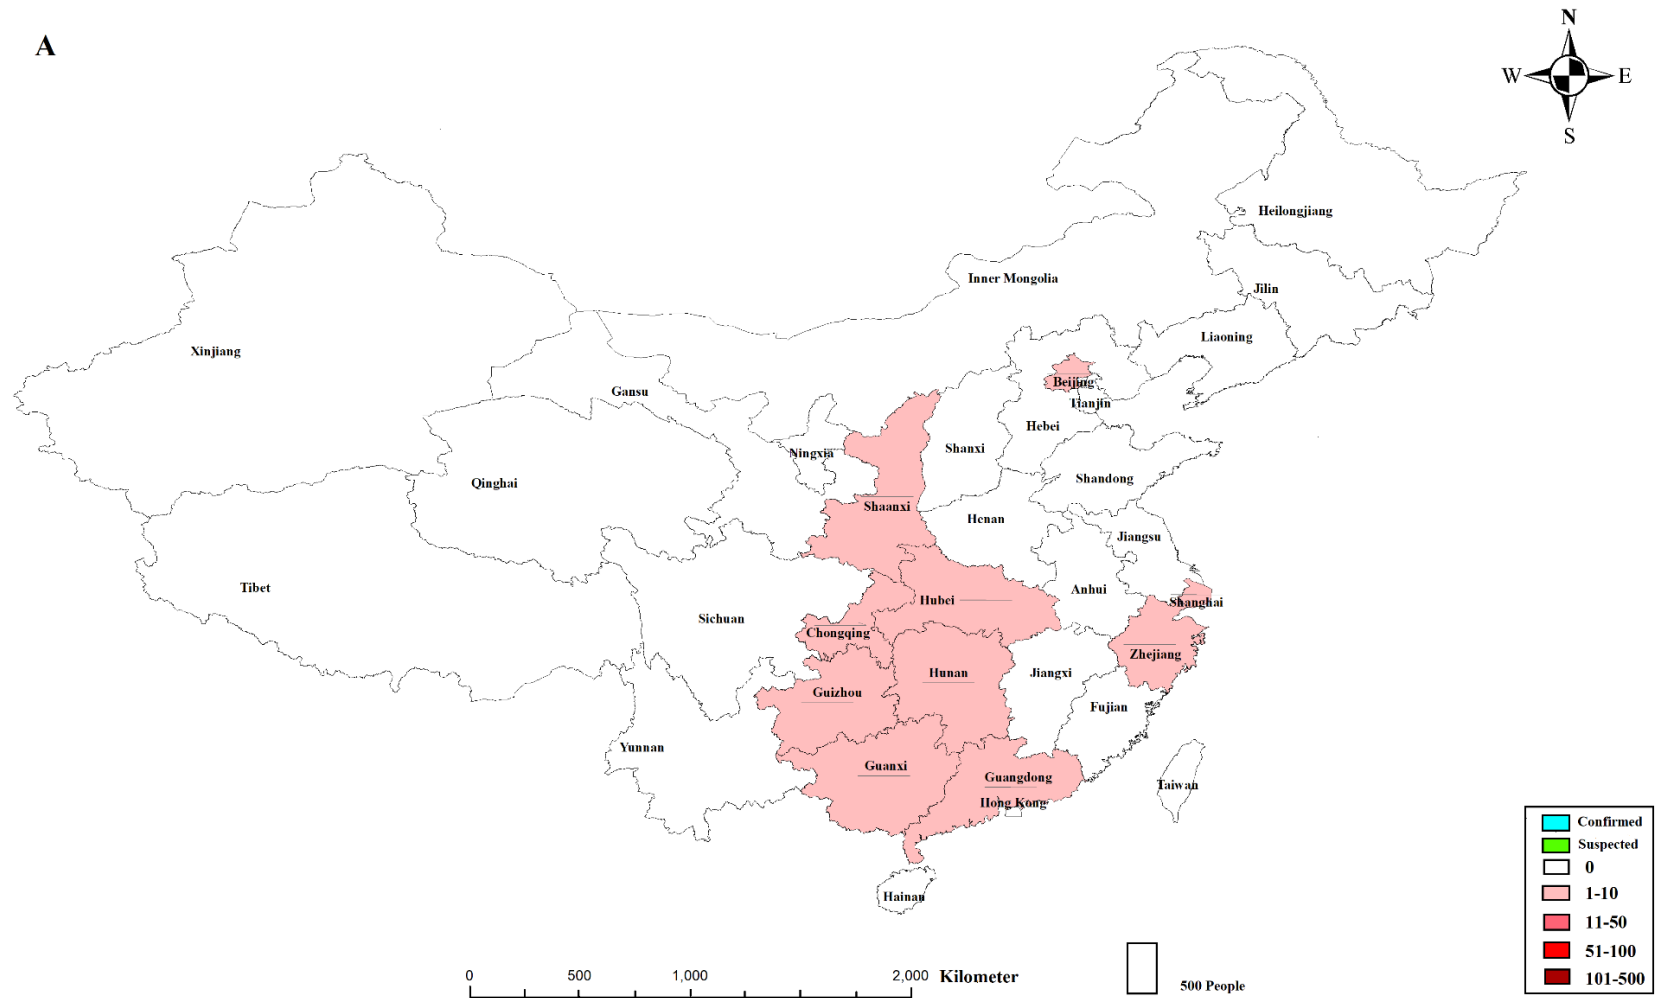 A
N
W E
S
Heilongjiang
Inner Mongolia
Jilin
Liaoning
Xinjiang
Beijing
Gansu
Tianjin
Hebei
Shanxi
Ningxia
Shandong
Qinghai
Shaanxi
Henan
Jiangsu
Tibet
Anhui
Hubei
Shanghai
Sichuan
Chongqing
Zhejiang
Hunan
Jiangxi
Guizhou
Fujian
Yunnan
Guanxi
Guangdong
Taiwan
Hong Kong
Hainan
Confirmed
Suspected
0
1-10
11-50
51-100
101-500
0 500 1,000 2,000 Kilometer
500 People